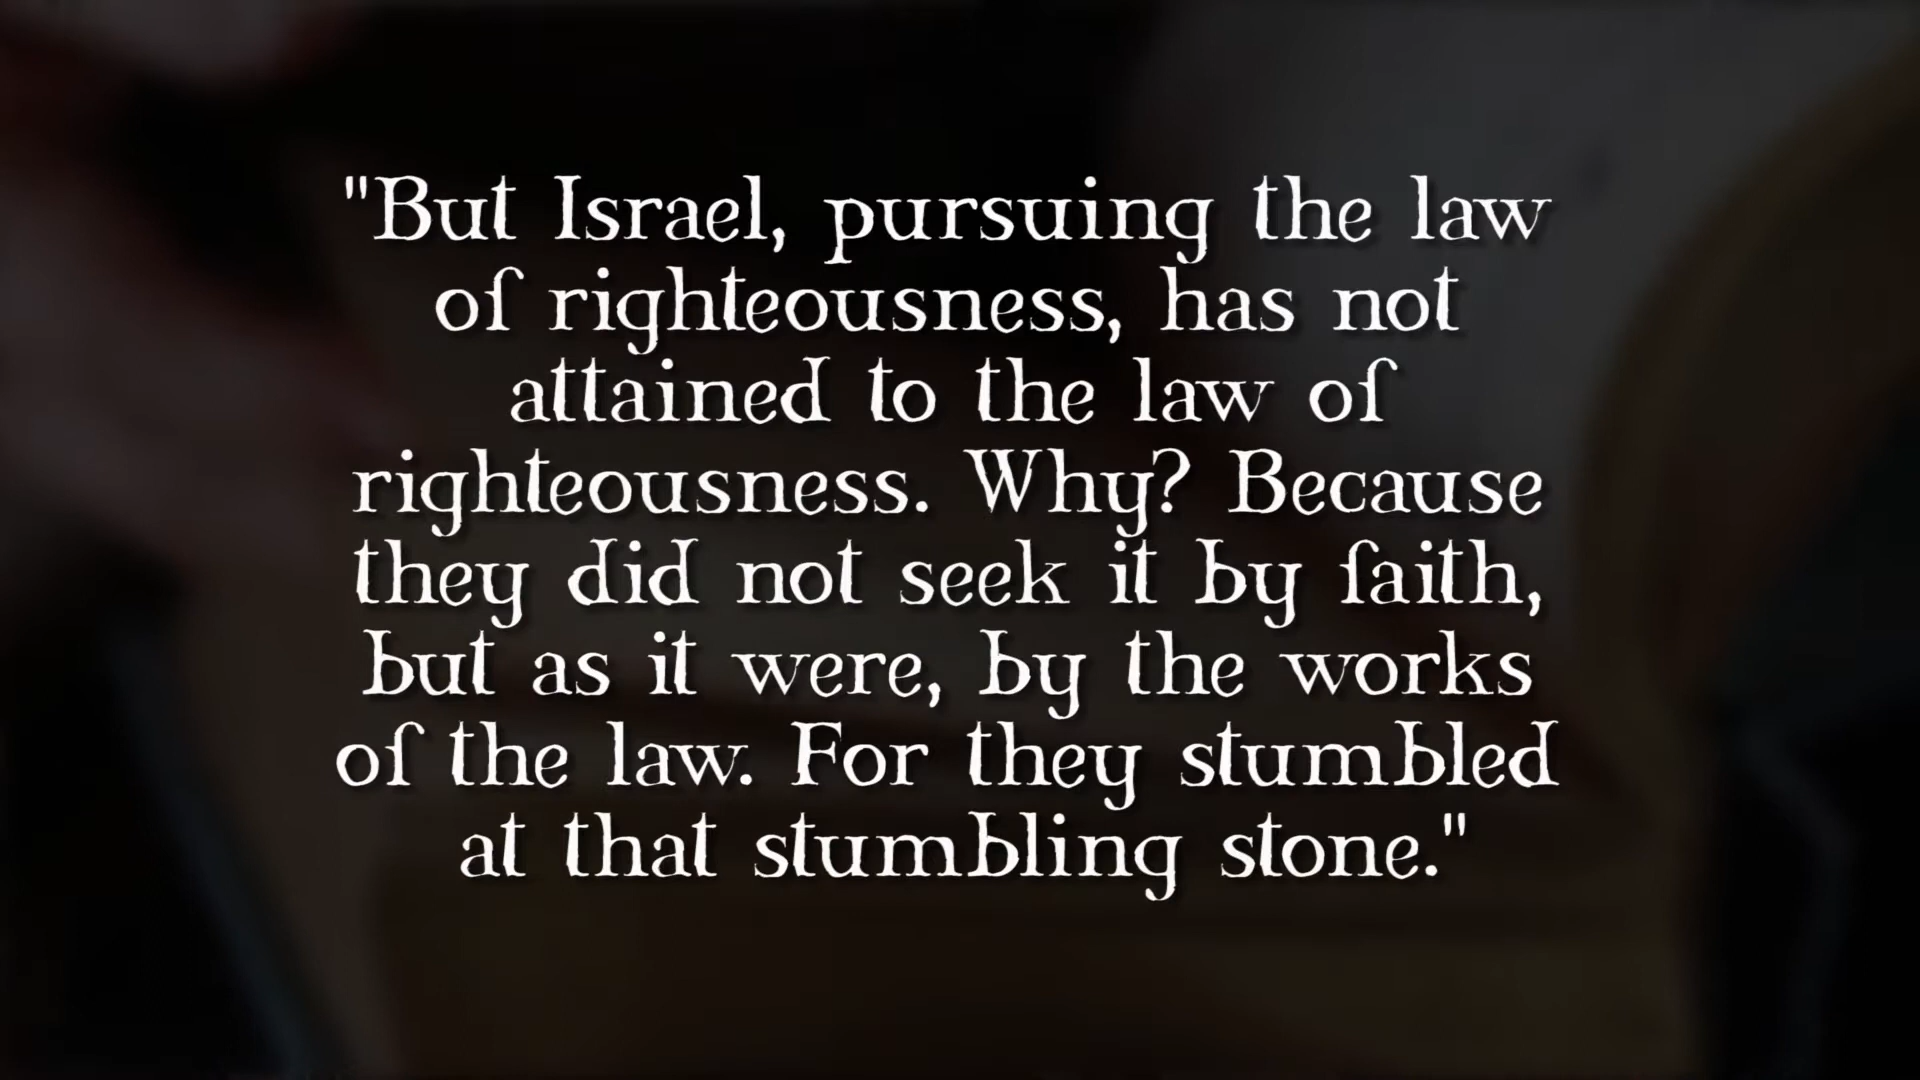 "But Israel, pursuing the law
of righteousness, has not
attained to the law of
righteousness. Why? Because
they did not seek it by faith,
but as it were, by the works
of the law. For they stumbled
at that stumbling stone."